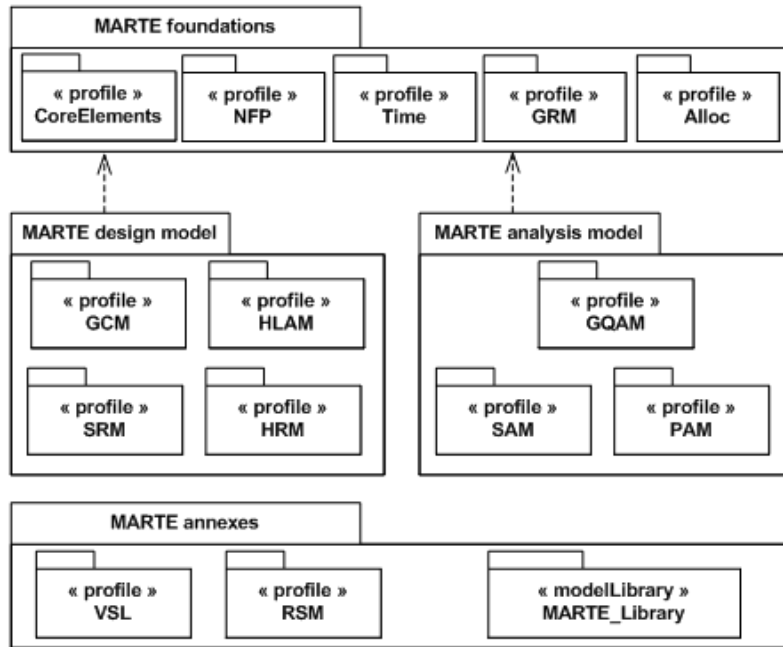 MARTE foundations
« profile » « profile » « profile » « profile » « profile »
CoreElements NFP Time GRM Alloc
MARTE design model MARTE analysis model
« profile » « profile » « profile »
GCM HLAM GQAM
« profile » « profile » « profile » « profile »
SRM HRM SAM PAM
MARTE annexes
« profile » « profile » « modelLibrary »
VSL RSM MARTE_Library